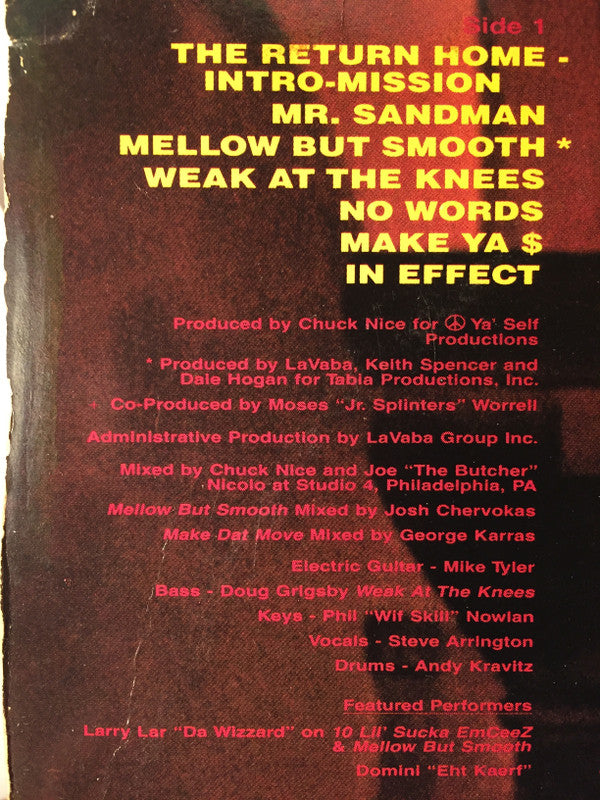 Side 1
THE RETURN HOME -
INTRO-MISSION
MR. SANDMAN
MELLOW BUT SMOOTH *
WEAK AT THE KNEES
NO WORDS
MAKE YA $
IN EFFECT
Produced by Chuck Nice for ☮ Ya' Self
Productions
* Produced by LaVaba, Keith Spencer and
Dale Hogan for Tabia Productions, Inc.
+ Co-Produced by Moses "Jr. Splinters" Worrell
Administrative Production by LaVaba Group Inc.
Mixed by Chuck Nice and Joe "The Butcher"
Nicolo at Studio 4, Philadelphia, PA
Mellow But Smooth Mixed by Josh Chervokas
Make Dat Move Mixed by George Karras
Electric Guitar - Mike Tyler
Bass - Doug Grigsby Weak At The Knees
Keys - Phil "Wif Skill" Nowlan
Vocals - Steve Arrington
Drums - Andy Kravitz
Featured Performers
Larry Lar "Da Wizzard" on 10 Lil' Sucka EmCeeZ
& Mellow But Smooth
Domini "Eht Kaerf"